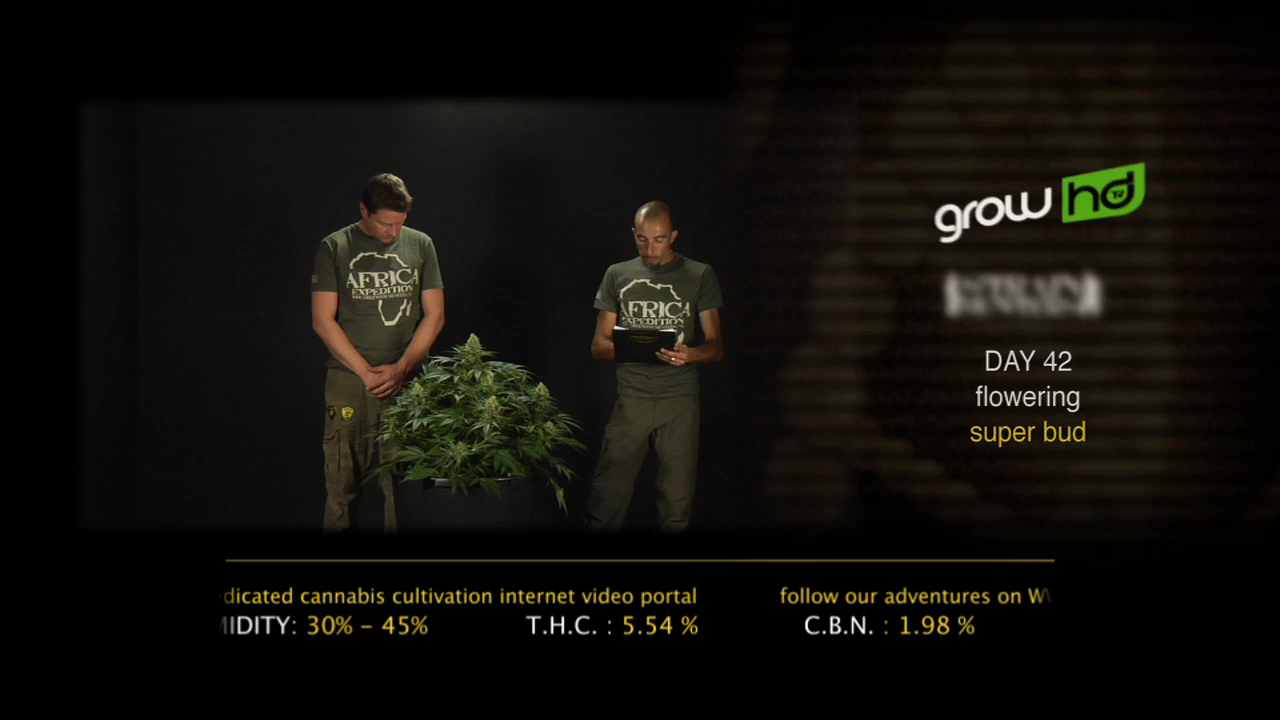 AFRICA
EXPEDITION
AFRICA
EXPEDITION
grow hd TV
DAY 42
flowering
super bud
dicated cannabis cultivation internet video portal follow our adventures on
MIDITY: 30% - 45% T.H.C. : 5.54 % C.B.N. : 1.98 %